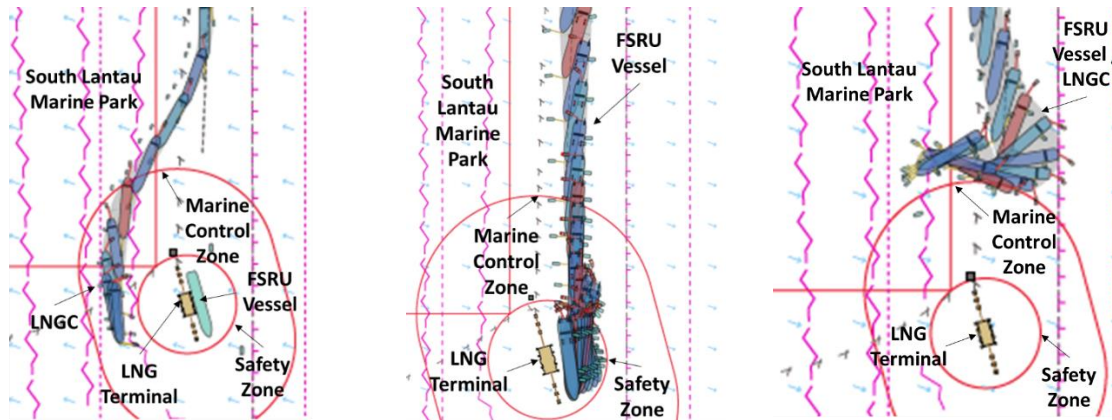 South Lantau
Marine Park
Marine
Control
Zone
FSRU
Vessel
LNGC
LNG
Terminal
Safety
Zone
FSRU
Vessel
South
Lantau
Marine
Park
Marine
Control
Zone
LNG
Terminal
Safety
Zone
FSRU
Vessel /
LNGC
South Lantau
Marine Park
Marine
Control
Zone
LNG
Terminal
Safety
Zone